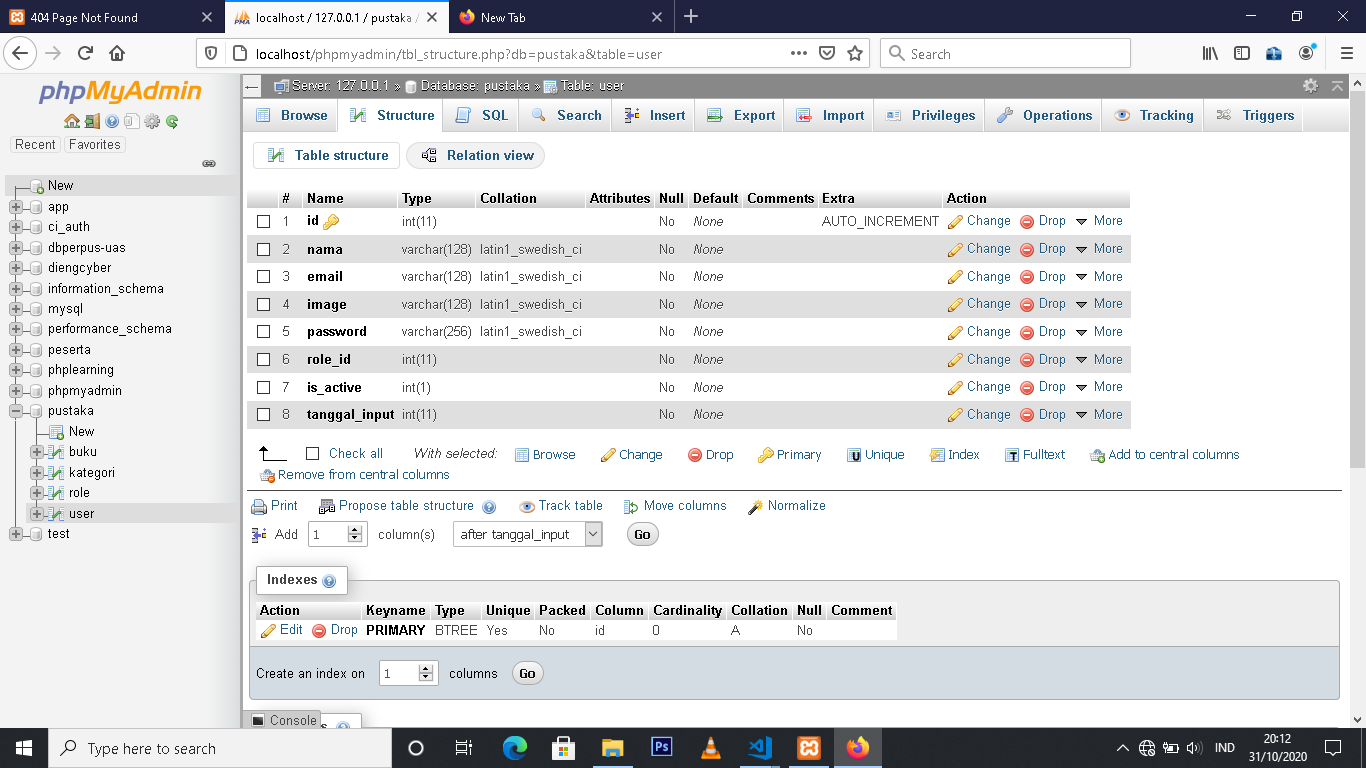 404 Page Not Found
localhost / 127.0.0.1 / pustaka /
New Tab
localhost/phpmyadmin/tbl_structure.php?db=pustaka&table=user
Search
phpMyAdmin
Recent Favorites
New
app
ci_auth
dbperpus-uas
diengcyber
information_schema
mysql
performance_schema
peserta
phplearning
phpmyadmin
pustaka
New
buku
kategori
role
user
test
Server: 127.0.0.1 » Database: pustaka » Table: user
Browse Structure SQL Search Insert Export Import Privileges Operations Tracking Triggers
Table structure Relation view
# Name Type Collation Attributes Null Default Comments Extra Action
1 id int(11) No None AUTO_INCREMENT Change Drop More
2 nama varchar(128) latin1_swedish_ci No None Change Drop More
3 email varchar(128) latin1_swedish_ci No None Change Drop More
4 image varchar(128) latin1_swedish_ci No None Change Drop More
5 password varchar(256) latin1_swedish_ci No None Change Drop More
6 role_id int(11) No None Change Drop More
7 is_active int(1) No None Change Drop More
8 tanggal_input int(11) No None Change Drop More
Check all With selected: Browse Change Drop Primary Unique Index Fulltext Add to central columns
Remove from central columns
Print Propose table structure Track table Move columns Normalize
Add 1 column(s) after tanggal_input Go
Indexes
Action Keyname Type Unique Packed Column Cardinality Collation Null Comment
Edit Drop PRIMARY BTREE Yes No id 0 A No
Create an index on 1 columns Go
Console
Type here to search
Ps
IND
20:12
31/10/2020